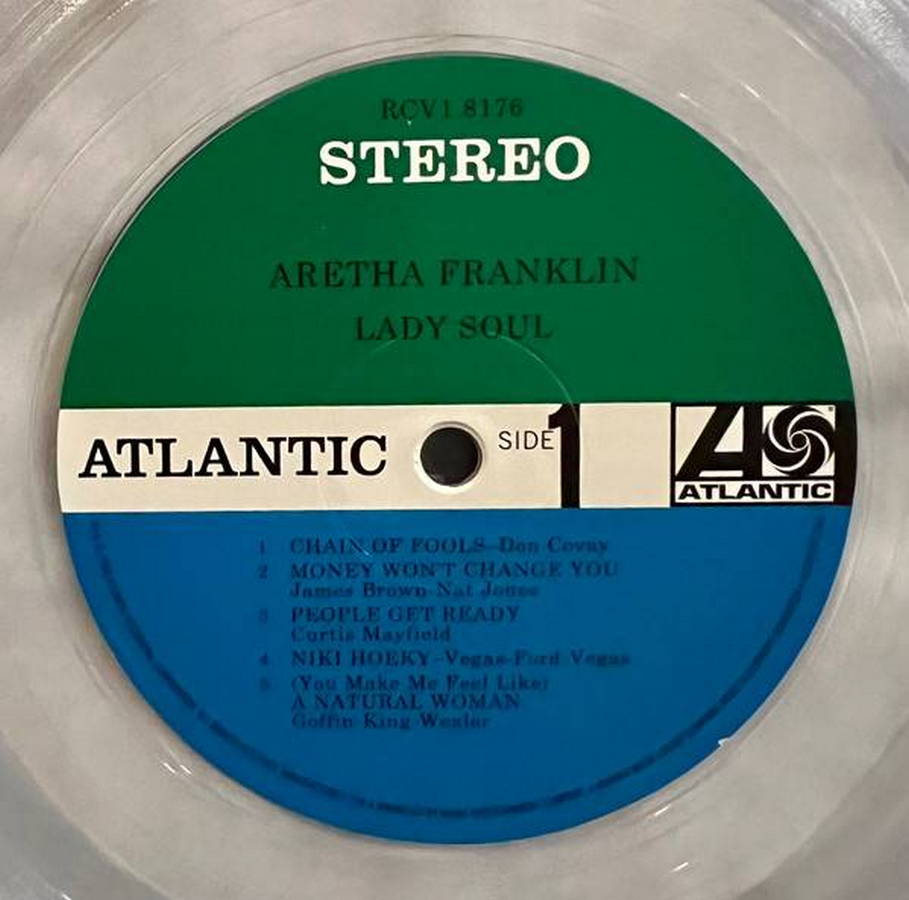 RCV1 8176
STEREO
ARETHA FRANKLIN
LADY SOUL
ATLANTIC
SIDE 1
ATLANTIC
1 CHAIN OF FOOLS-Don Covay
2 MONEY WON'T CHANGE YOU
James Brown-Nat Jones
3 PEOPLE GET READY
Curtis Mayfield
4 NIKI HOEKY-Vegas-Ford Vegas
5 (You Make Me Feel Like)
A NATURAL WOMAN
Goffin-King-Wexler